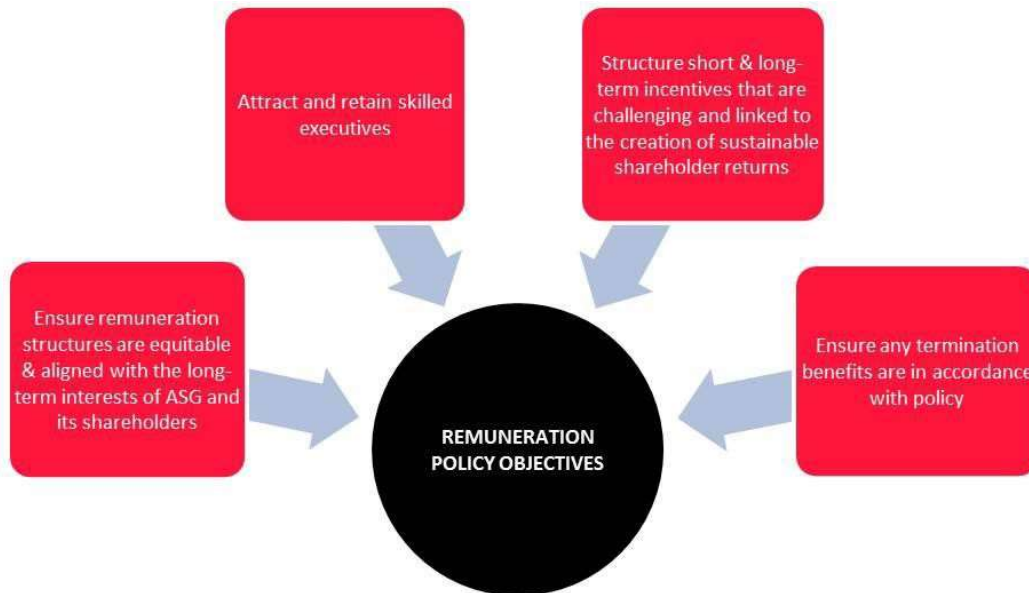 Attract and retain skilled
executives
Structure short & long-
term incentives that are
challenging and linked to
the creation of sustainable
shareholder returns
Ensure remuneration
structures are equitable
& aligned with the long-
term interests of ASG and
its shareholders
Ensure any termination
benefits are in accordance
with policy
REMUNERATION
POLICY OBJECTIVES